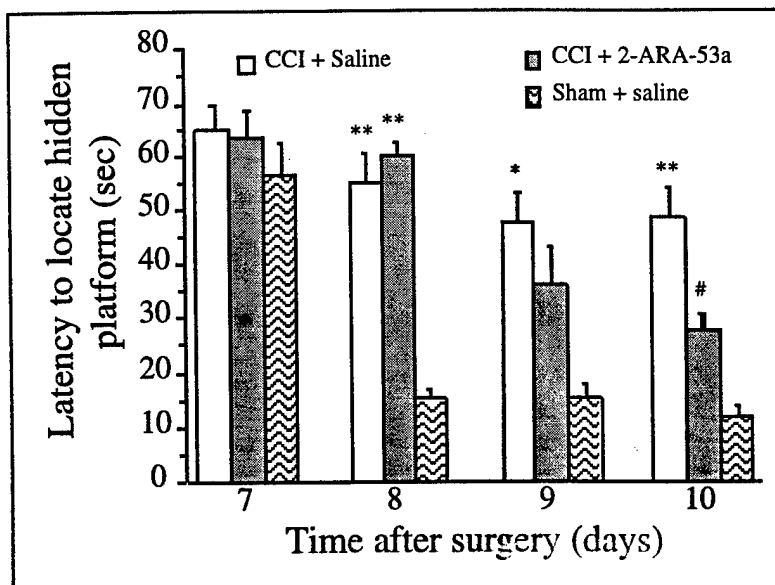 80
70
60
50
40
30
20
10
0
Latency to locate hidden
platform (sec)
CCI + Saline
CCI + 2-ARA-53a
Sham + saline
**
**
*
**
#
7 8 9 10
Time after surgery (days)